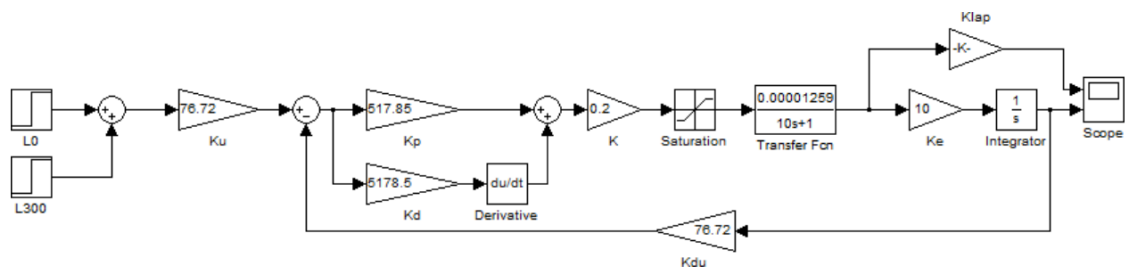 Klap
-K-
L0
+
+
76.72
Ku
+
−
517.85
Kp
+
+
0.2
K
Saturation
0.00001259
10s+1
Transfer Fcn
10
Ke
1
s
Integrator
Scope
L300
5178.5
Kd
du/dt
Derivative
76.72
Kdu